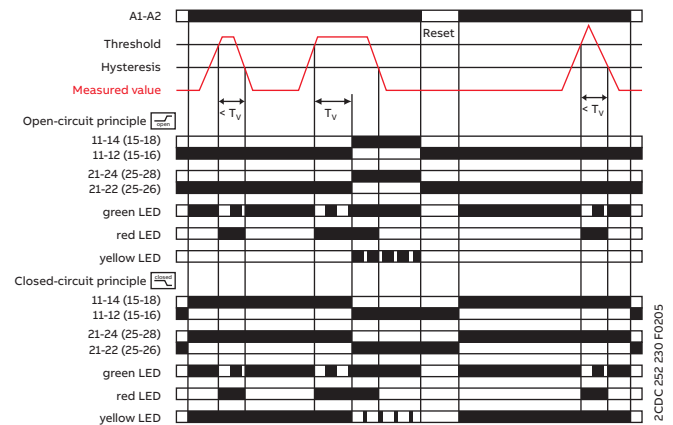 A1-A2
Reset
Threshold
Hysteresis
Measured value
< Tv
Tv
< Tv
Open-circuit principle open
11-14 (15-18)
11-12 (15-16)
21-24 (25-28)
21-22 (25-26)
green LED
red LED
yellow LED
Closed-circuit principle closed
11-14 (15-18)
11-12 (15-16)
21-24 (25-28)
21-22 (25-26)
green LED
red LED
yellow LED
2CDC 252 230 F0205